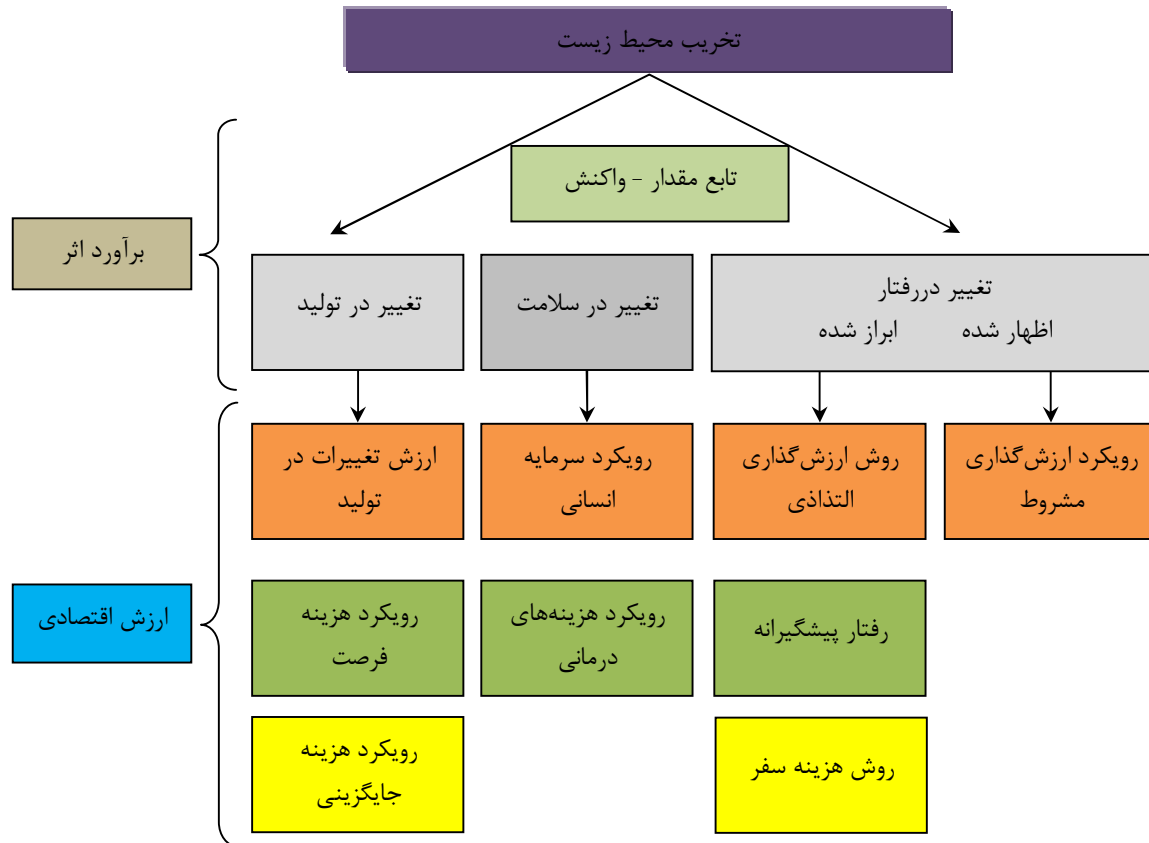 تخریب محیط زیست
تابع مقدار - واکنش
برآورد اثر
تغییر دررفتار
اظهار شده ابراز شده
تغییر در سلامت
تغییر در تولید
رویکرد ارزش‌گذاری
مشروط
روش ارزش‌گذاری
التذاذی
رویکرد سرمایه
انسانی
ارزش تغییرات در
تولید
ارزش اقتصادی
رفتار پیشگیرانه
رویکرد هزینه‌های
درمانی
رویکرد هزینه
فرصت
روش هزینه سفر
رویکرد هزینه
جایگزینی